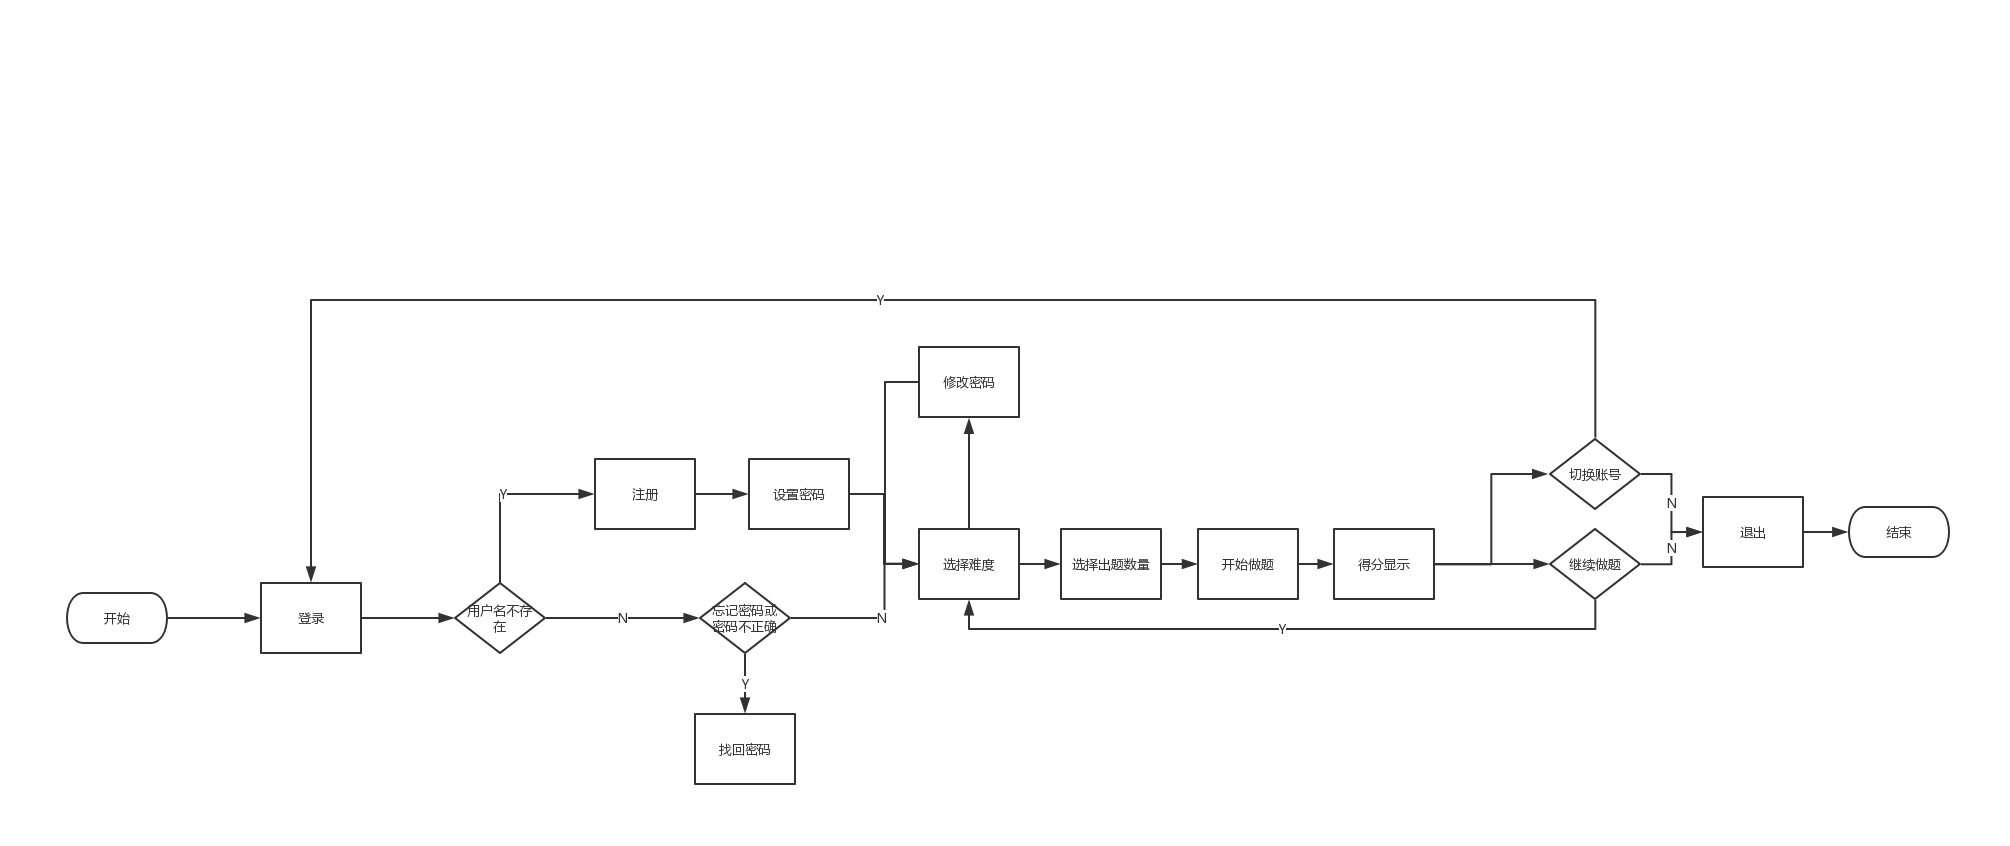 Y
修改密码
切换账号
Y
注册
设置密码
N
退出
结束
选择难度
选择出题数量
开始做题
得分显示
继续做题
N
开始
登录
用户名不存
在
N
忘记密码或
密码不正确
N
Y
Y
找回密码